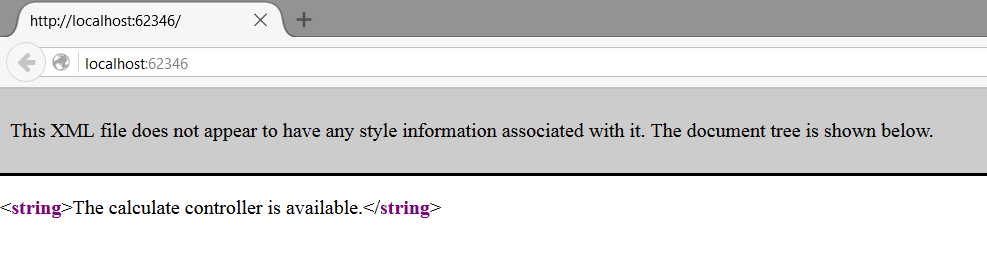 http://localhost:62346/
localhost:62346
This XML file does not appear to have any style information associated with it. The document tree is shown below.
<string>The calculate controller is available.</string>